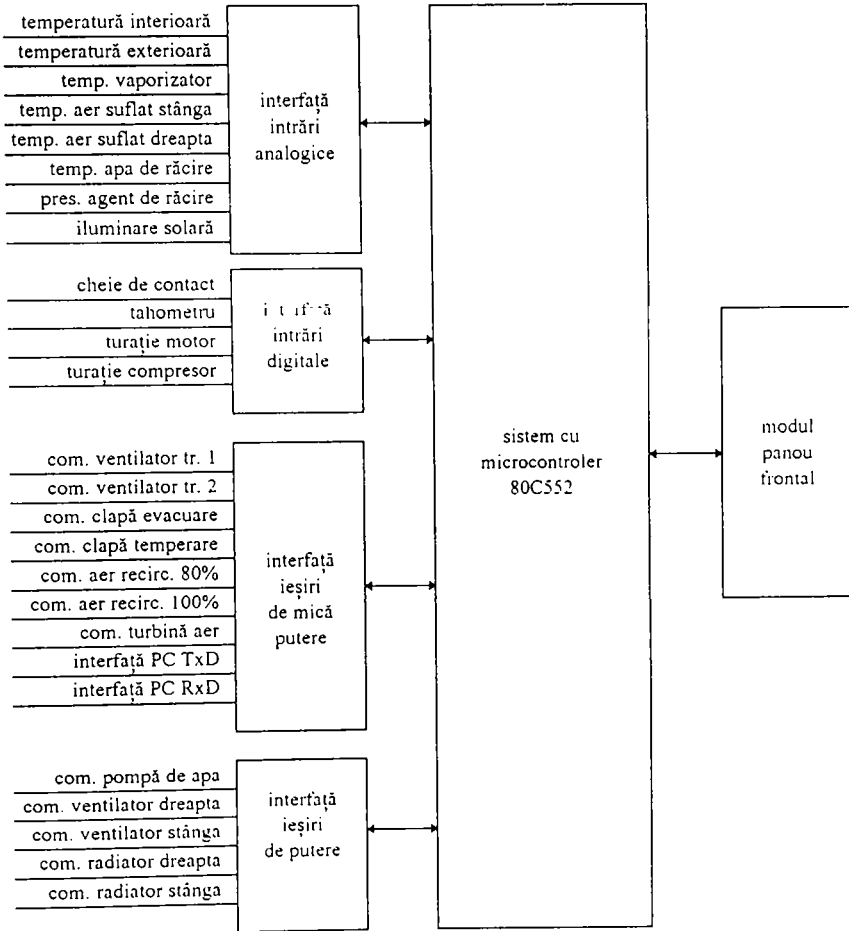 temperatură interioară
temperatură exterioară
temp. vaporizator
temp. aer suflat stânga
temp. aer suflat dreapta
temp. apa de răcire
pres. agent de răcire
iluminare solară
interfață
intrări
analogice
cheie de contact
tahometru
turație motor
turație compresor
intrări
digitale
com. ventilator tr. 1
com. ventilator tr. 2
com. clapă evacuare
com. clapă temperare
com. aer recirc. 80%
com. aer recirc. 100%
com. turbină aer
interfață PC TxD
interfață PC RxD
interfață
ieșiri
de mică
putere
com. pompă de apa
com. ventilator dreapta
com. ventilator stânga
com. radiator dreapta
com. radiator stânga
interfață
ieșiri
de putere
sistem cu
microcontroler
80C552
modul
panou
frontal